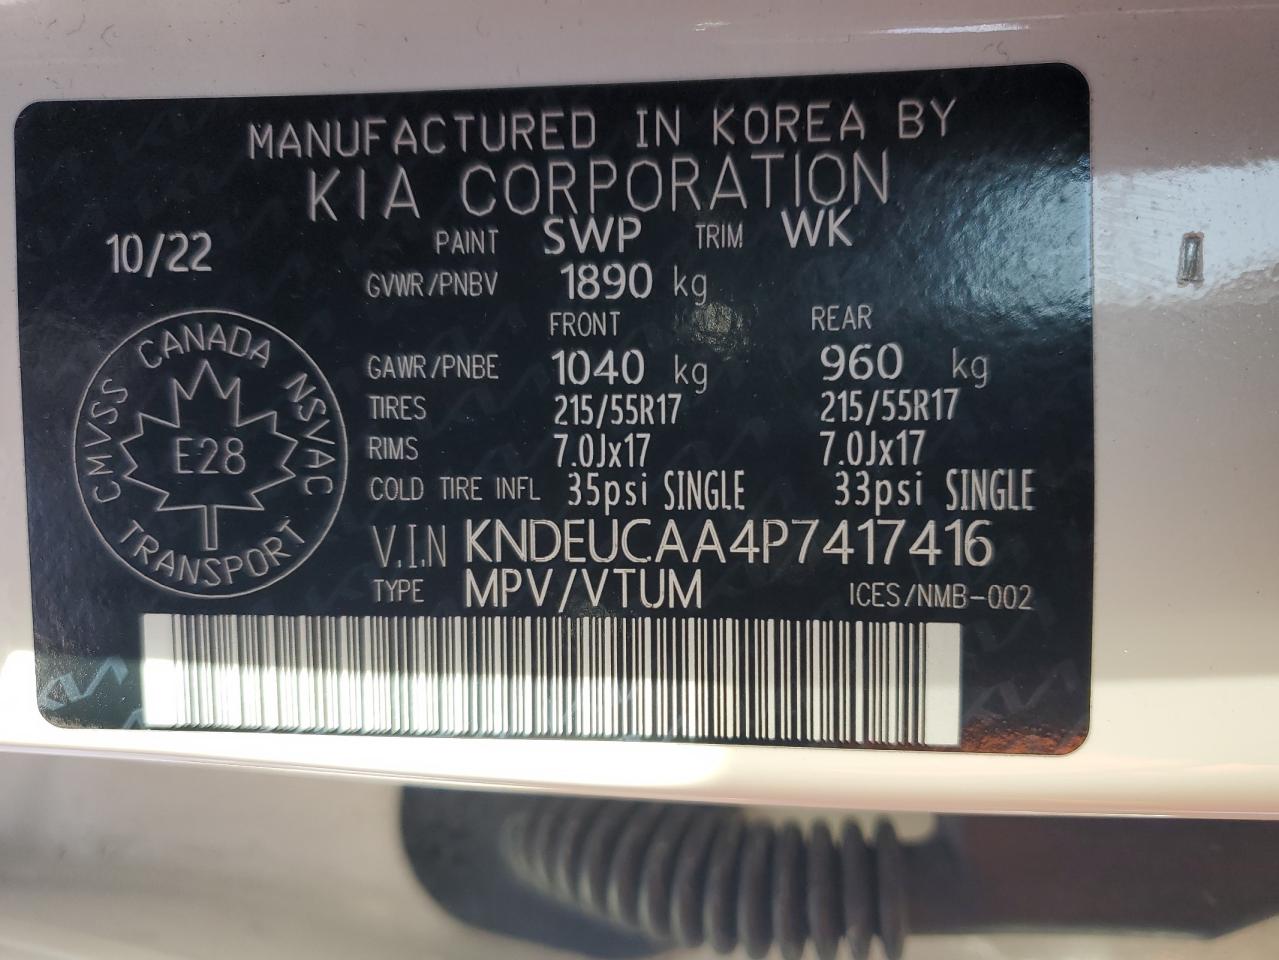 MANUFACTURED IN KOREA BY
KIA CORPORATION
10/22
PAINT SWP TRIM WK
GVWR/PNBV 1890 kg
FRONT REAR
GAWR/PNBE 1040 kg 960 kg
TIRES 215/55R17 215/55R17
RIMS 7.0Jx17 7.0Jx17
COLD TIRE INFL 35psi SINGLE 33psi SINGLE
V.I.N KNDEUCAA4P7417416
TYPE MPV/VTUM ICES/NMB-002
CANADA
CMVSS NSVAC
E28
TRANSPORT